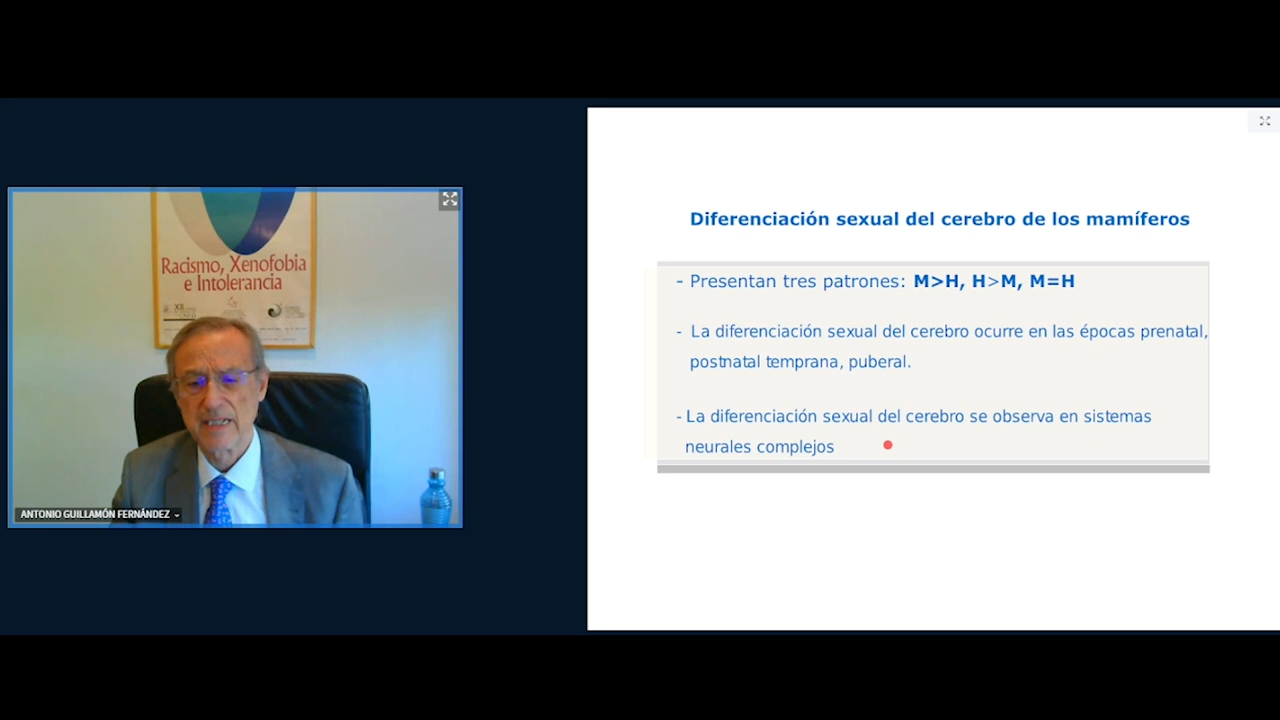 Racismo, Xenofobia
e Intolerancia
XII
ANTONIO GUILLAMÓN FERNÁNDEZ
Diferenciación sexual del cerebro de los mamíferos
- Presentan tres patrones: M>H, H>M, M=H
- La diferenciación sexual del cerebro ocurre en las épocas prenatal,
postnatal temprana, puberal.
- La diferenciación sexual del cerebro se observa en sistemas
neurales complejos